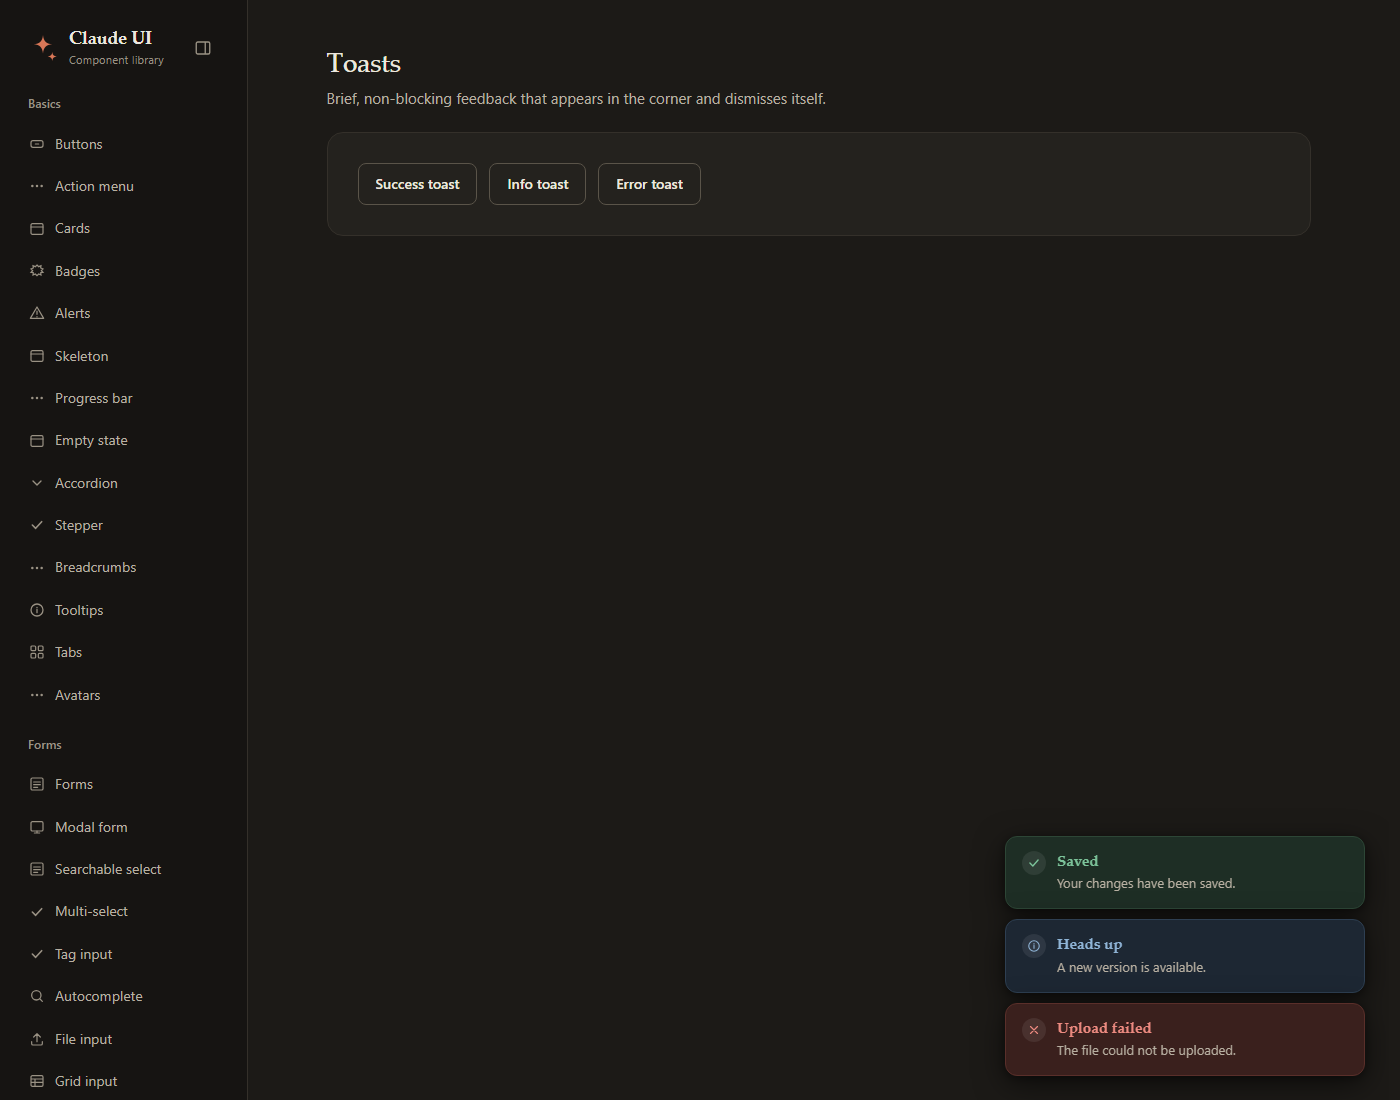 Claude UI
Component library
Basics
Buttons
Action menu
Cards
Badges
Alerts
Skeleton
Progress bar
Empty state
Accordion
Stepper
Breadcrumbs
Tooltips
Tabs
Avatars
Forms
Forms
Modal form
Searchable select
Multi-select
Tag input
Autocomplete
File input
Grid input
Toasts
Brief, non-blocking feedback that appears in the corner and dismisses itself.
Success toast
Info toast
Error toast
Saved
Your changes have been saved.
Heads up
A new version is available.
Upload failed
The file could not be uploaded.